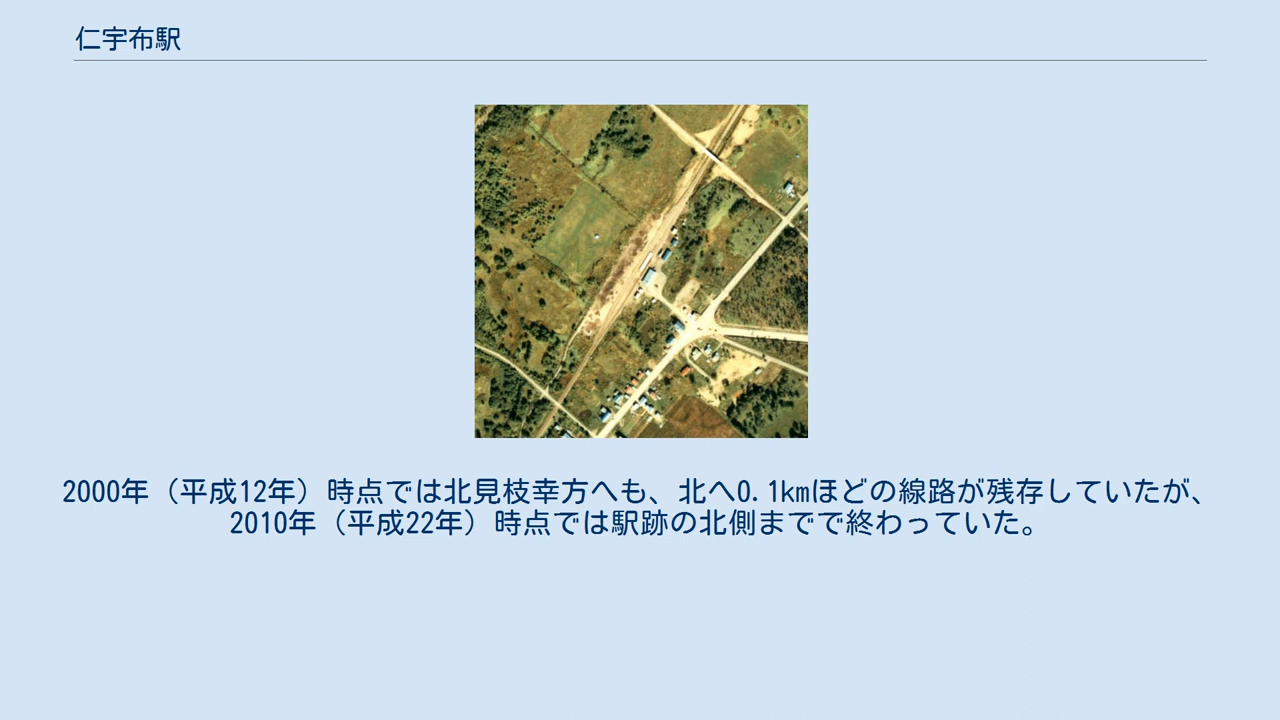 仁宇布駅
2000年（平成12年）時点では北見枝幸方へも、北へ0.1kmほどの線路が残存していたが、
2010年（平成22年）時点では駅跡の北側までで終わっていた。